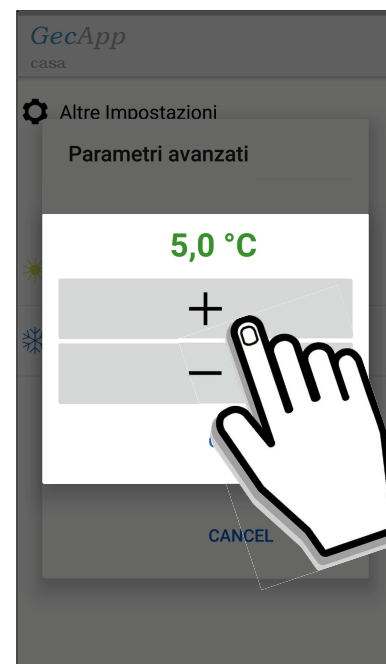 GecApp
casa
Altre Impostazioni
Parametri avanzati
5,0 °C
+
−
CANCEL